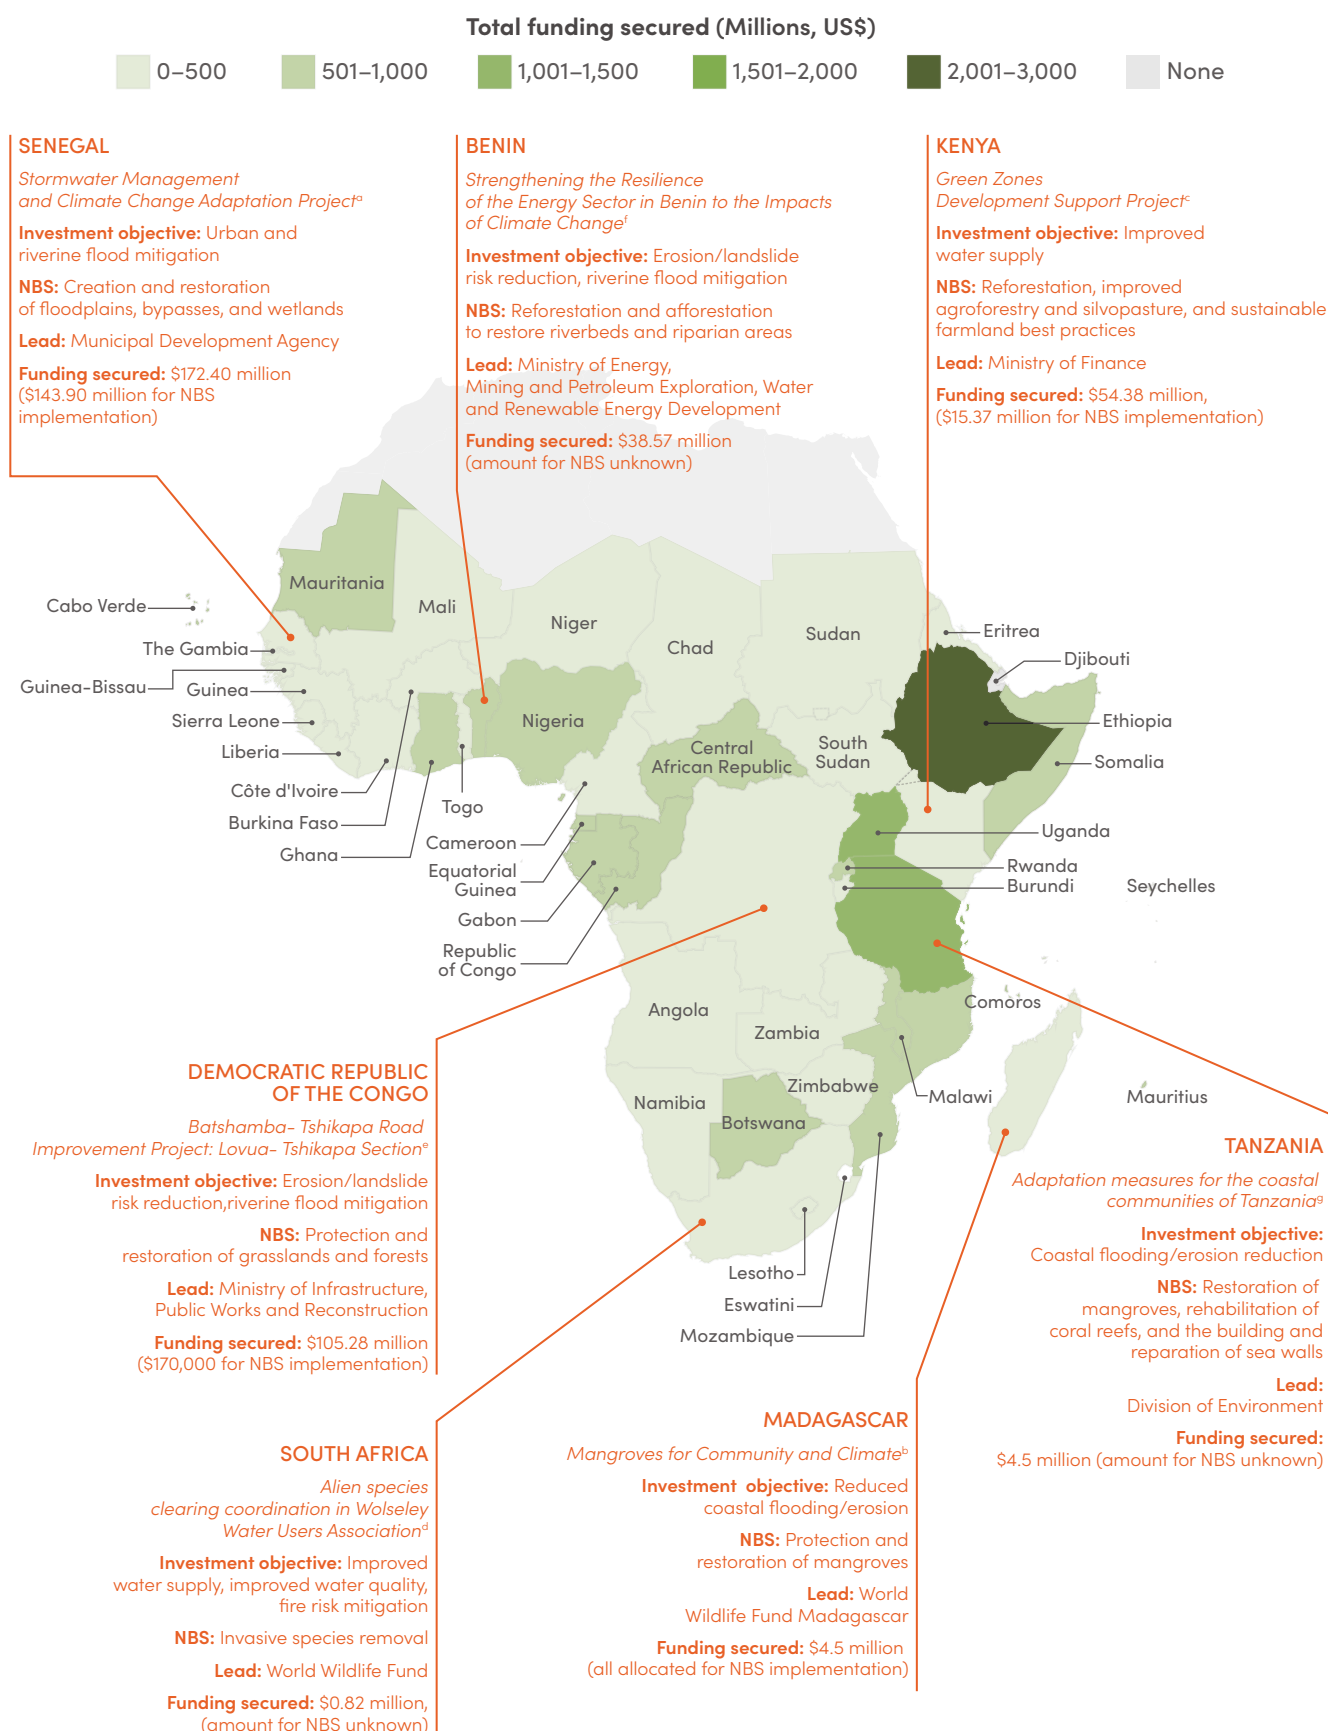 Total funding secured (Millions, US$)
0–500
501–1,000
1,001–1,500
1,501–2,000
2,001–3,000
None
SENEGAL
Stormwater Management
and Climate Change Adaptation Projectᵃ
Investment objective: Urban and
riverine flood mitigation
NBS: Creation and restoration
of floodplains, bypasses, and wetlands
Lead: Municipal Development Agency
Funding secured: $172.40 million
($143.90 million for NBS
implementation)
BENIN
Strengthening the Resilience
of the Energy Sector in Benin to the Impacts
of Climate Changeᶠ
Investment objective: Erosion/landslide
risk reduction, riverine flood mitigation
NBS: Reforestation and afforestation
to restore riverbeds and riparian areas
Lead: Ministry of Energy,
Mining and Petroleum Exploration, Water
and Renewable Energy Development
Funding secured: $38.57 million
(amount for NBS unknown)
KENYA
Green Zones
Development Support Projectᶜ
Investment objective: Improved
water supply
NBS: Reforestation, improved
agroforestry and silvopasture, and sustainable
farmland best practices
Lead: Ministry of Finance
Funding secured: $54.38 million,
($15.37 million for NBS implementation)
Mauritania
Mali
Niger
Chad
Sudan
Eritrea
Djibouti
Cabo Verde
The Gambia
Guinea-Bissau
Guinea
Sierra Leone
Liberia
Côte d'Ivoire
Burkina Faso
Ghana
Togo
Nigeria
Central
African Republic
South
Sudan
Ethiopia
Somalia
Cameroon
Equatorial
Guinea
Gabon
Republic
of Congo
Uganda
Rwanda
Burundi
Seychelles
Angola
Zambia
Comoros
Zimbabwe
Malawi
Mauritius
Namibia
Botswana
Lesotho
Eswatini
Mozambique
DEMOCRATIC REPUBLIC
OF THE CONGO
Batshamba- Tshikapa Road
Improvement Project: Lovua- Tshikapa Sectionᵉ
Investment objective: Erosion/landslide
risk reduction,riverine flood mitigation
NBS: Protection and
restoration of grasslands and forests
Lead: Ministry of Infrastructure,
Public Works and Reconstruction
Funding secured: $105.28 million
($170,000 for NBS implementation)
TANZANIA
Adaptation measures for the coastal
communities of Tanzaniaᵍ
Investment objective:
Coastal flooding/erosion reduction
NBS: Restoration of
mangroves, rehabilitation of
coral reefs, and the building and
reparation of sea walls
Lead:
Division of Environment
Funding secured:
$4.5 million (amount for NBS unknown)
SOUTH AFRICA
Alien species
clearing coordination in Wolseley
Water Users Associationᵈ
Investment objective: Improved
water supply, improved water quality,
fire risk mitigation
NBS: Invasive species removal
Lead: World Wildlife Fund
Funding secured: $0.82 million,
(amount for NBS unknown)
MADAGASCAR
Mangroves for Community and Climateᵇ
Investment objective: Reduced
coastal flooding/erosion
NBS: Protection and
restoration of mangroves
Lead: World
Wildlife Fund Madagascar
Funding secured: $4.5 million
(all allocated for NBS implementation)